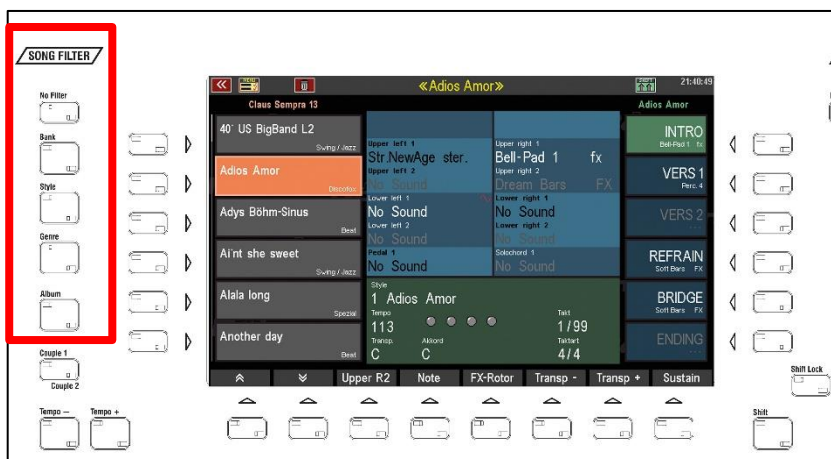 SONG FILTER
No Filter
Bank
Style
Genre
Album
Couple 1
Couple 2
Tempo –
Tempo +
MENU
«Adios Amor»
21:40:49
Claus Sempra 13
Adios Amor
40˜ US BigBand L2
Swing / Jazz
Adios Amor
Discofox
Adys Böhm-Sinus
Beat
Ai'nt she sweet
Swing / Jazz
Alala long
Spezial
Another day
Beat
Upper left 1
Str.NewAge ster.
Upper left 2
No Sound
Lower left 1
No Sound
Lower left 2
No Sound
Pedal 1
No Sound
Upper right 1
Bell-Pad 1 fx
Upper right 2
Dream Bars FX
Lower right 1
No Sound
Lower right 2
No Sound
Solochord 1
No Sound
Style
1 Adios Amor
Tempo
113
Takt
1/99
Transp.
C
Akkord
C
Taktart
4/4
INTRO
Bell-Pad 1 fx
VERS 1
Perc. 4
VERS 2
- - -
REFRAIN
Soft Bars FX
BRIDGE
Soft Bars FX
ENDING
- - -
Upper R2 Note FX-Rotor Transp - Transp + Sustain
Shift Lock
Shift